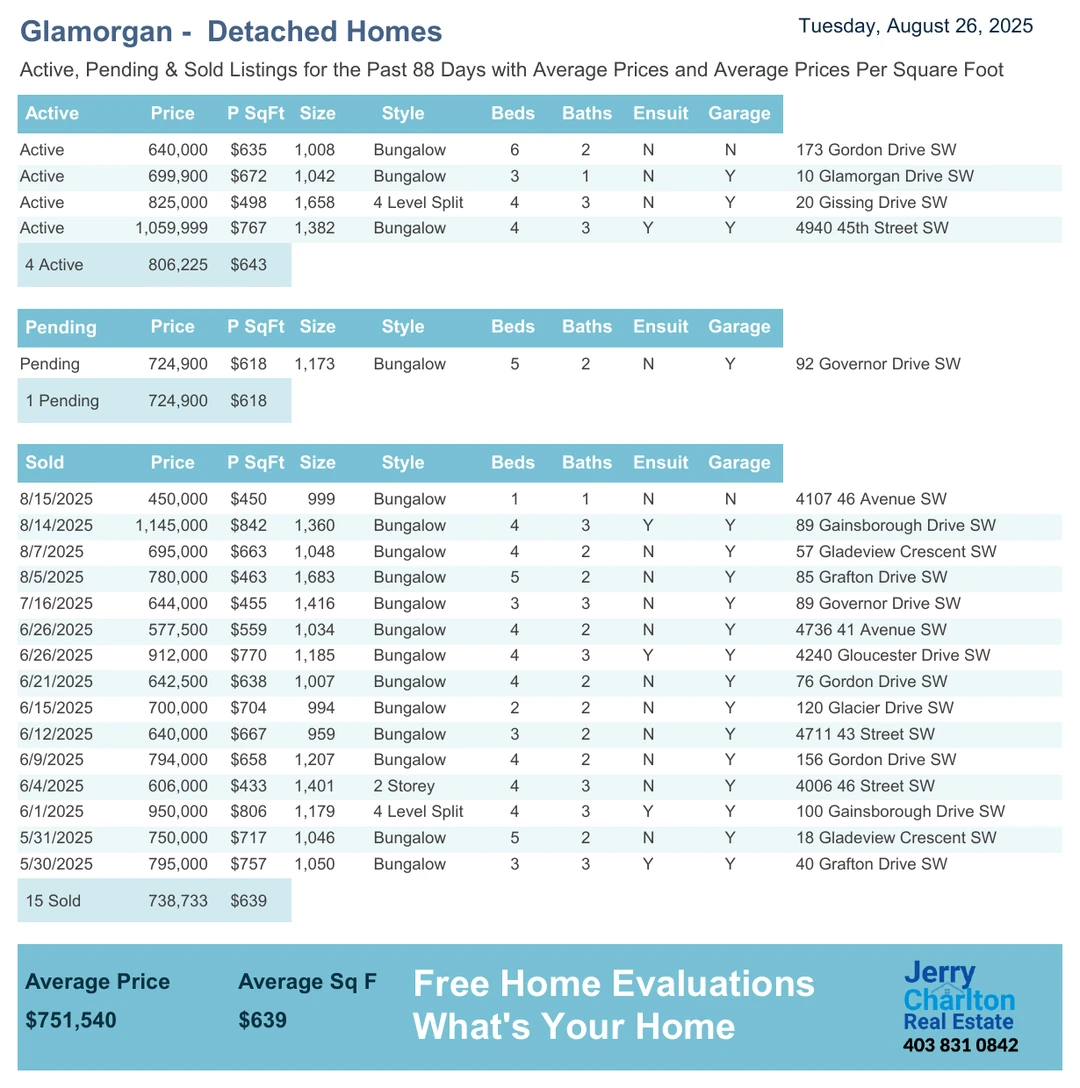 Glamorgan -  Detached Homes
Tuesday, August 26, 2025
Active, Pending & Sold Listings for the Past 88 Days with Average Prices and Average Prices Per Square Foot
Active Price P SqFt Size Style Beds Baths Ensuit Garage
Active 640,000 $635 1,008 Bungalow 6 2 N N 173 Gordon Drive SW
Active 699,900 $672 1,042 Bungalow 3 1 N Y 10 Glamorgan Drive SW
Active 825,000 $498 1,658 4 Level Split 4 3 N Y 20 Gissing Drive SW
Active 1,059,999 $767 1,382 Bungalow 4 3 Y Y 4940 45th Street SW
4 Active 806,225 $643
Pending Price P SqFt Size Style Beds Baths Ensuit Garage
Pending 724,900 $618 1,173 Bungalow 5 2 N Y 92 Governor Drive SW
1 Pending 724,900 $618
Sold Price P SqFt Size Style Beds Baths Ensuit Garage
8/15/2025 450,000 $450 999 Bungalow 1 1 N N 4107 46 Avenue SW
8/14/2025 1,145,000 $842 1,360 Bungalow 4 3 Y Y 89 Gainsborough Drive SW
8/7/2025 695,000 $663 1,048 Bungalow 4 2 N Y 57 Gladeview Crescent SW
8/5/2025 780,000 $463 1,683 Bungalow 5 2 N Y 85 Grafton Drive SW
7/16/2025 644,000 $455 1,416 Bungalow 3 3 N Y 89 Governor Drive SW
6/26/2025 577,500 $559 1,034 Bungalow 4 2 N Y 4736 41 Avenue SW
6/26/2025 912,000 $770 1,185 Bungalow 4 3 Y Y 4240 Gloucester Drive SW
6/21/2025 642,500 $638 1,007 Bungalow 4 2 N Y 76 Gordon Drive SW
6/15/2025 700,000 $704 994 Bungalow 2 2 N Y 120 Glacier Drive SW
6/12/2025 640,000 $667 959 Bungalow 3 2 N Y 4711 43 Street SW
6/9/2025 794,000 $658 1,207 Bungalow 4 2 N Y 156 Gordon Drive SW
6/4/2025 606,000 $433 1,401 2 Storey 4 3 N Y 4006 46 Street SW
6/1/2025 950,000 $806 1,179 4 Level Split 4 3 Y Y 100 Gainsborough Drive SW
5/31/2025 750,000 $717 1,046 Bungalow 5 2 N Y 18 Gladeview Crescent SW
5/30/2025 795,000 $757 1,050 Bungalow 3 3 Y Y 40 Grafton Drive SW
15 Sold 738,733 $639
Average Price Average Sq F
$751,540 $639
Free Home Evaluations
What's Your Home
Jerry
Charlton
Real Estate
403 831 0842